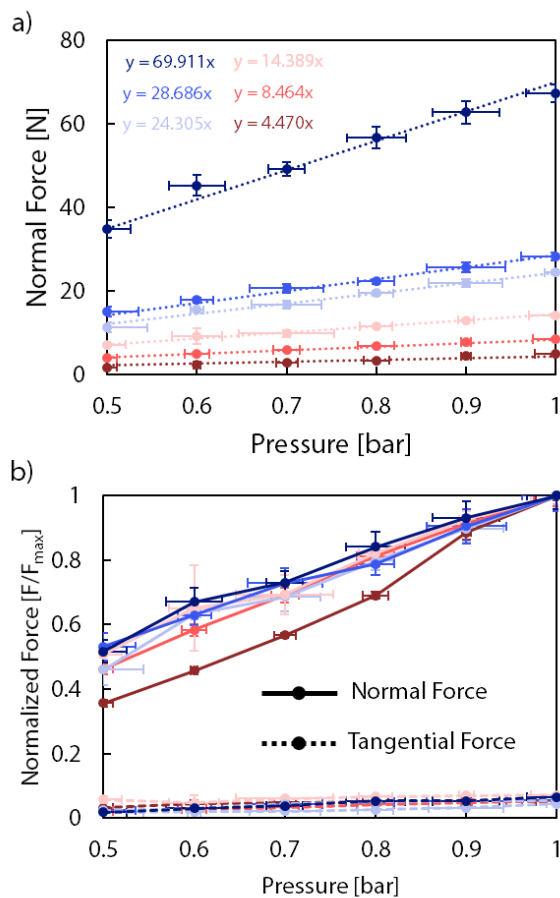 a)
Normal Force [N]
80
60
40
20
0
y = 69.911x y = 14.389x
y = 28.686x y = 8.464x
y = 24.305x y = 4.470x
0.5 0.6 0.7 0.8 0.9 1
Pressure [bar]
b)
Normalized Force [F/Fmax]
1
0.8
0.6
0.4
0.2
0
Normal Force
Tangential Force
0.5 0.6 0.7 0.8 0.9 1
Pressure [bar]